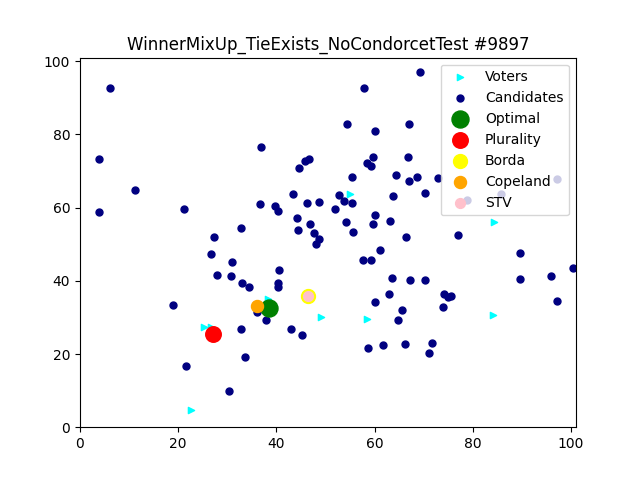 WinnerMixUp_TieExists_NoCondorcetTest #9897
100
80
60
40
20
0
0 20 40 60 80 100
Voters
Candidates
Optimal
Plurality
Borda
Copeland
STV